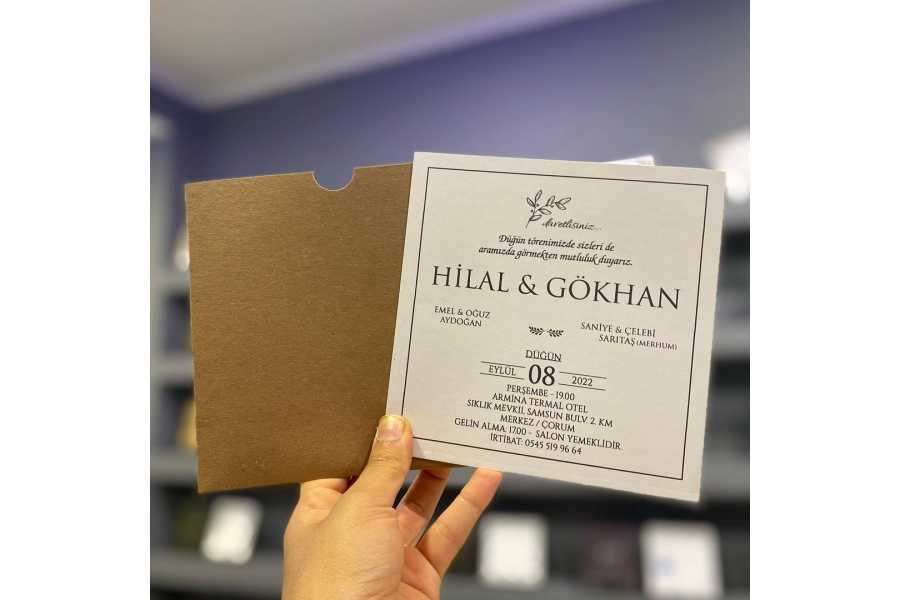 davetlisiniz...
Düğün törenimizde sizleri de
aramızda görmekten mutluluk duyarız.
HİLAL & GÖKHAN
EMEL & OĞUZ
AYDOĞAN
SANİYE & ÇELEBİ
SARITAŞ (MERHUM)
DÜĞÜN
EYLÜL 08 2022
PERŞEMBE - 19.00
ARMİNA TERMAL OTEL
SIKLIK MEVKİİ, SAMSUN BULV. 2. KM
MERKEZ / ÇORUM
GELİN ALMA: 17.00 - SALON YEMEKLİDİR.
İRTİBAT: 0545 519 96 64